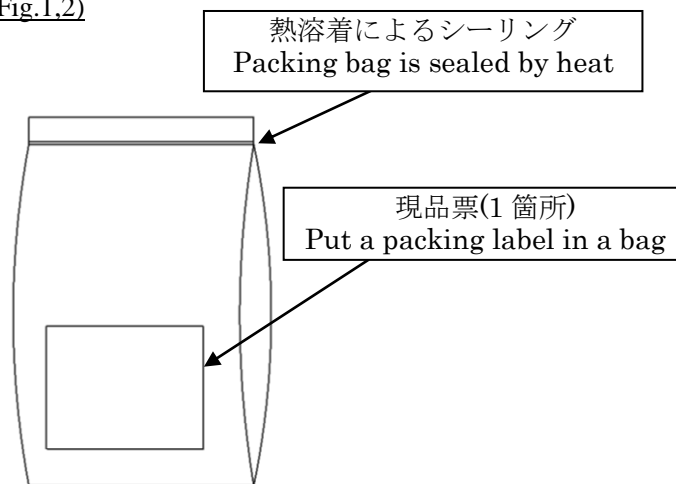 Fig.1,2)
熱溶着によるシーリング
Packing bag is sealed by heat
現品票(1 箇所)
Put a packing label in a bag